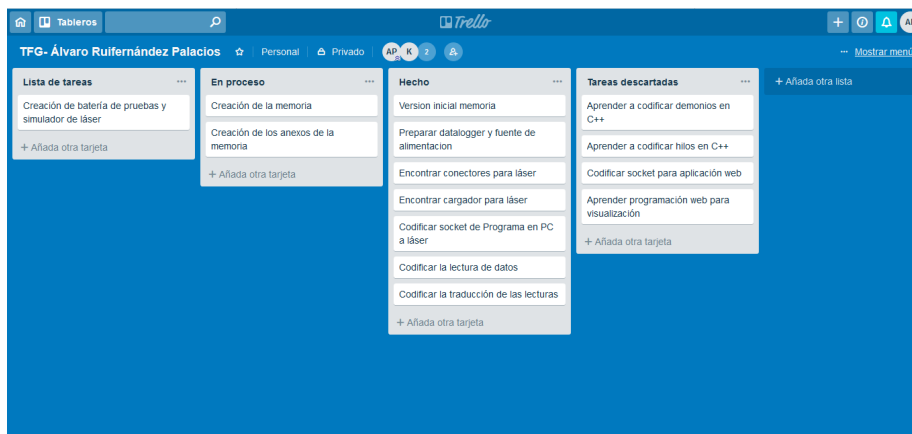 Tableros
Trello
TFG- Álvaro Ruifernández Palacios
Personal
Privado
AP
K
2
Mostrar menú
Lista de tareas
Creación de batería de pruebas y
simulador de láser
+ Añada otra tarjeta
En proceso
Creación de la memoria
Creación de los anexos de la
memoria
+ Añada otra tarjeta
Hecho
Version inicial memoria
Preparar datalogger y fuente de
alimentacion
Encontrar conectores para láser
Encontrar cargador para láser
Codificar socket de Programa en PC
a láser
Codificar la lectura de datos
Codificar la traducción de las lecturas
+ Añada otra tarjeta
Tareas descartadas
Aprender a codificar demonios en
C++
Aprender a codificar hilos en C++
Codificar socket para aplicación web
Aprender programación web para
visualización
+ Añada otra tarjeta
+ Añada otra lista